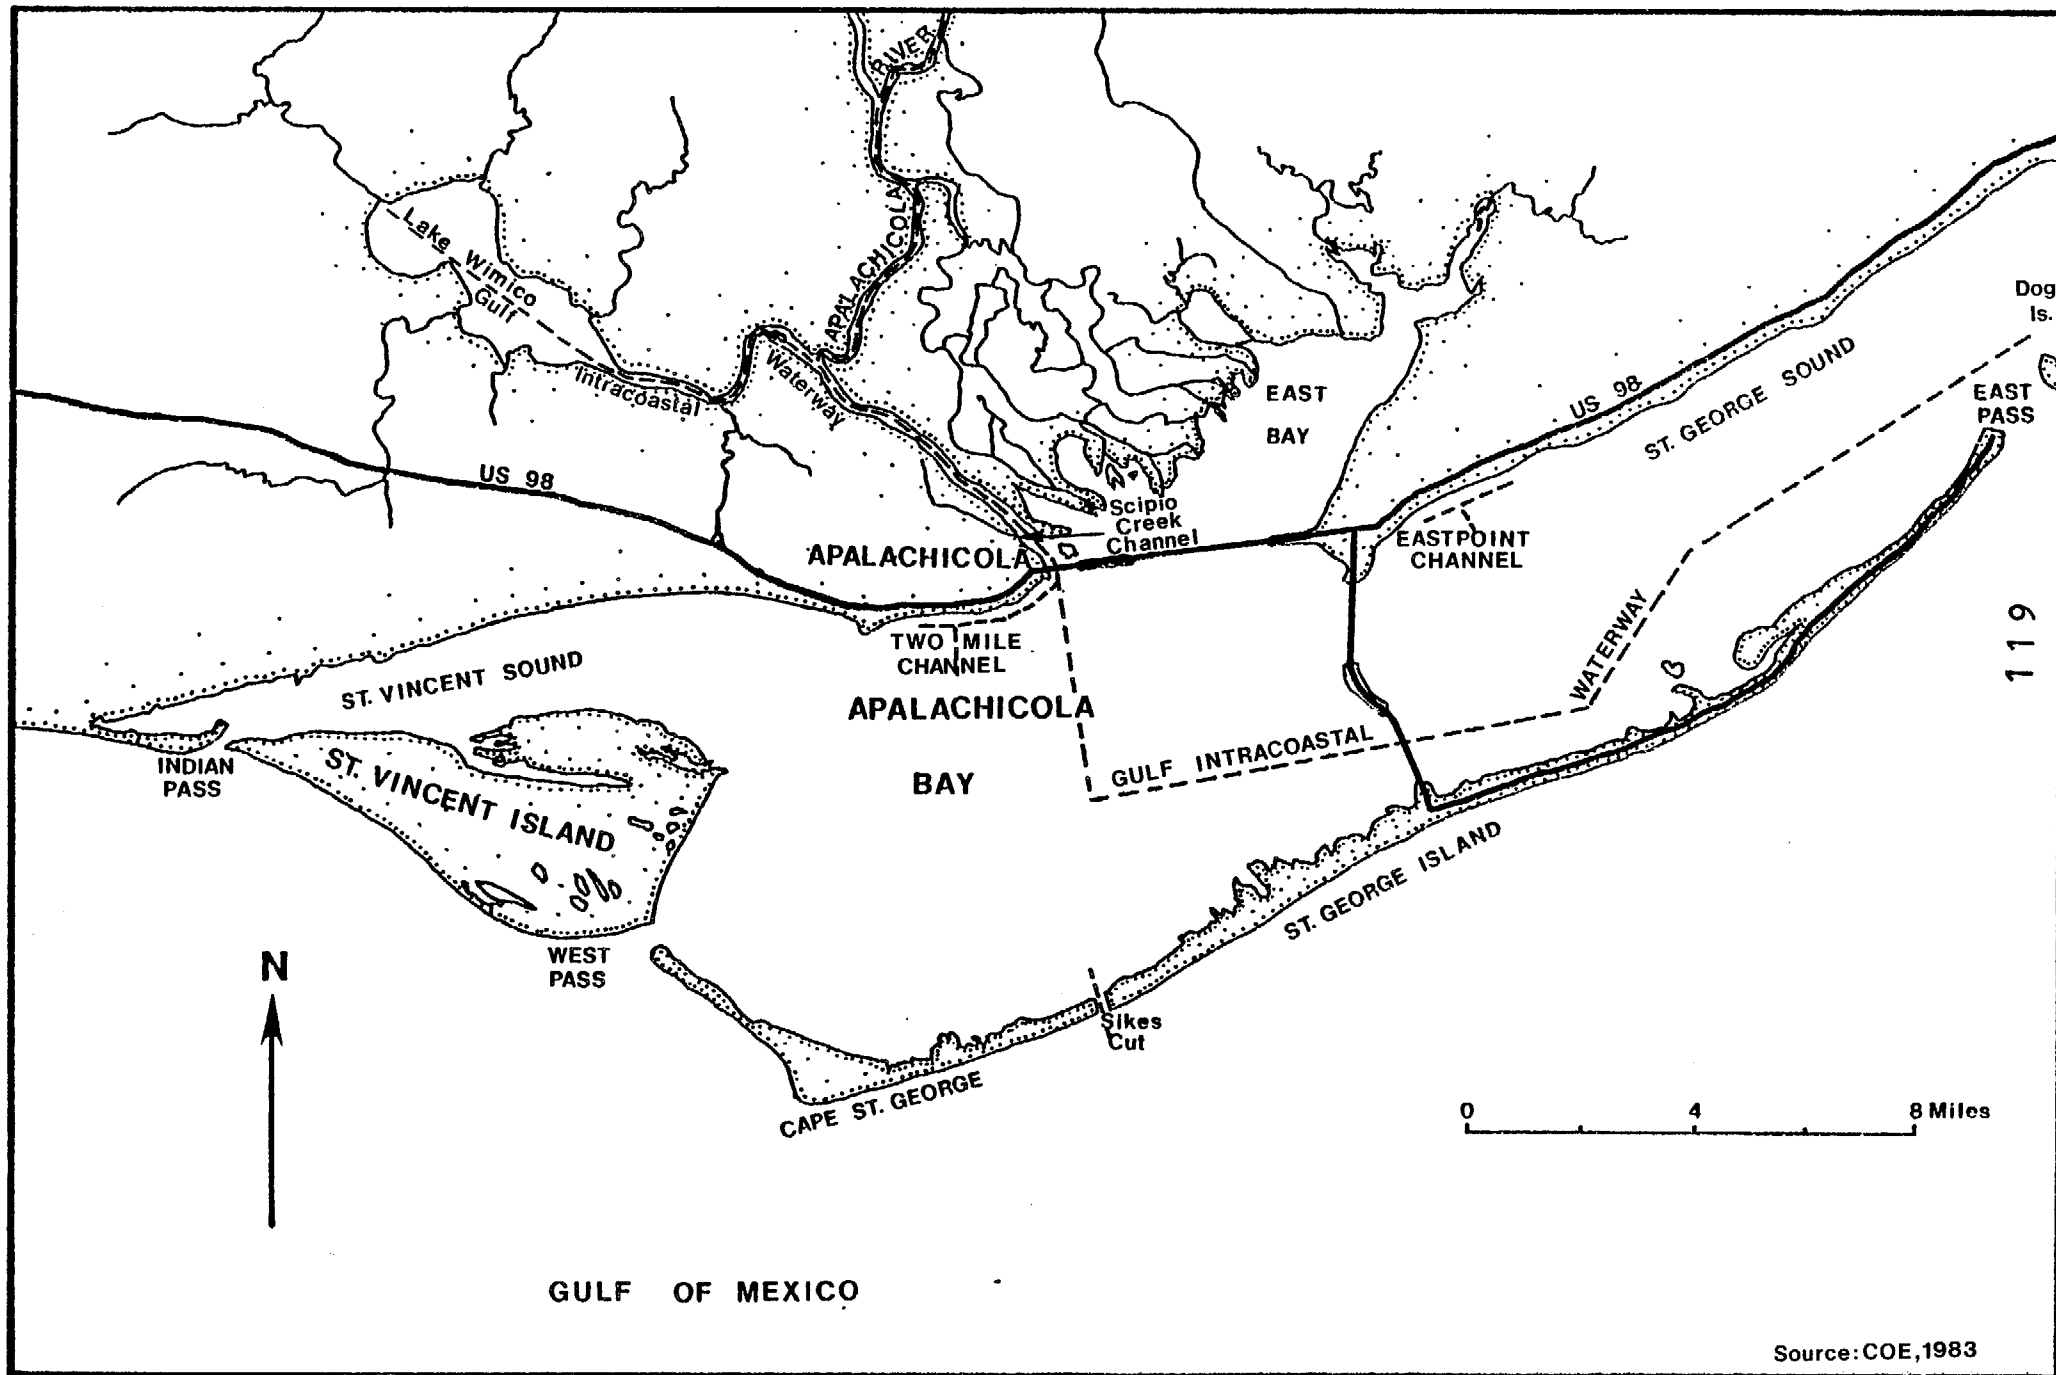 RIVER
APALACHICOLA
Lake Wimico
Gulf
Intracoastal
Waterway
Dog
Is.
EAST
PASS
EAST
BAY
US 98
ST. GEORGE SOUND
US 98
Scipio
Creek
Channel
APALACHICOLA
EASTPOINT
CHANNEL
TWO MILE
CHANNEL
WATERWAY
119
ST. VINCENT SOUND
APALACHICOLA
BAY
GULF INTRACOASTAL
INDIAN
PASS
ST. VINCENT ISLAND
ST. GEORGE ISLAND
WEST
PASS
N
Sikes
Cut
CAPE ST. GEORGE
0 4 8 Miles
GULF OF MEXICO
Source: COE, 1983